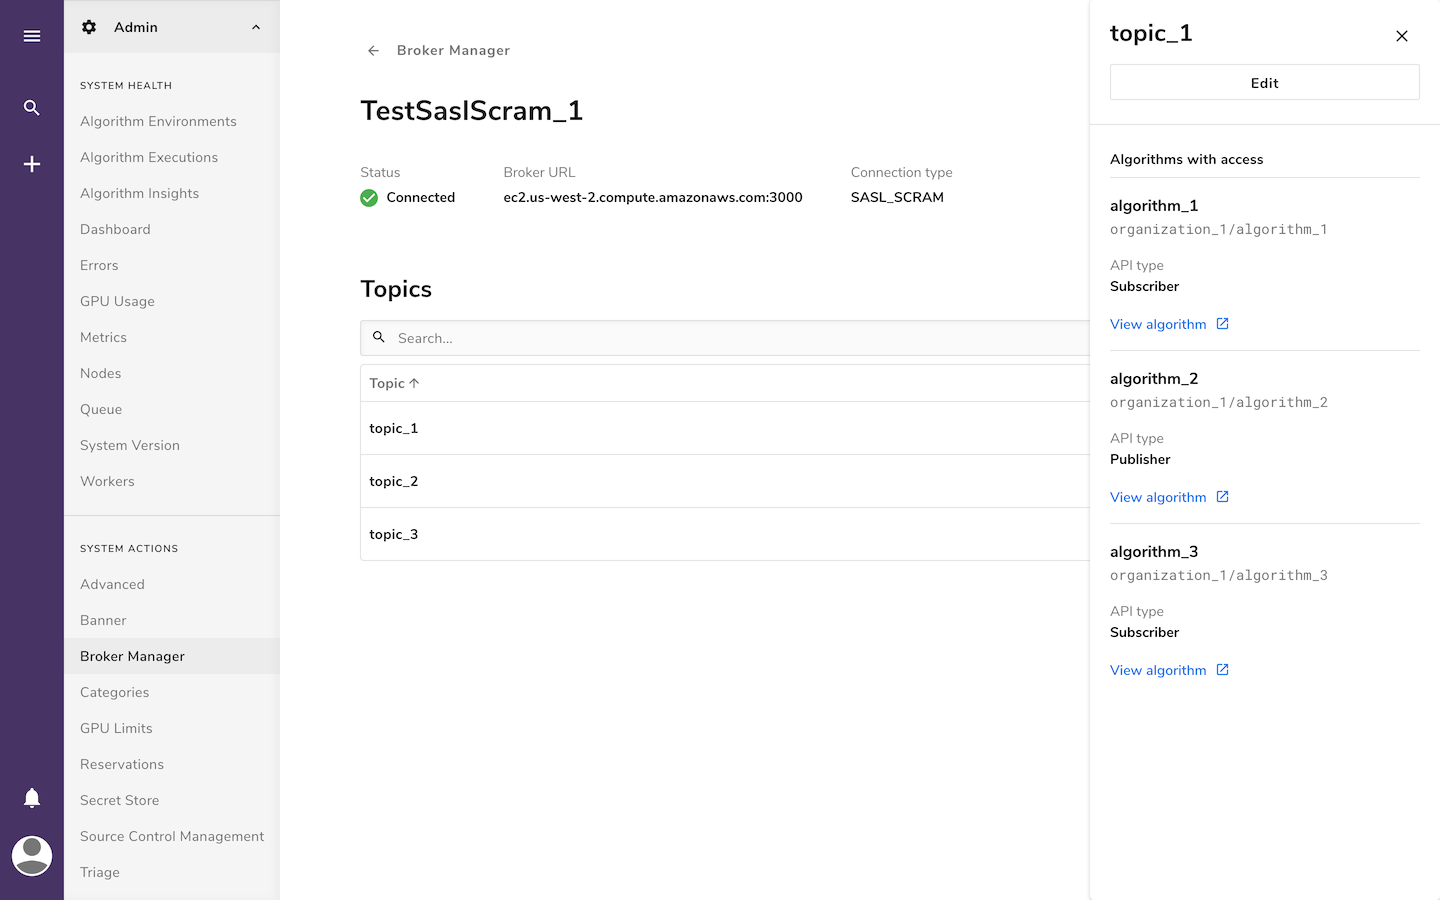 Admin
SYSTEM HEALTH
Algorithm Environments
Algorithm Executions
Algorithm Insights
Dashboard
Errors
GPU Usage
Metrics
Nodes
Queue
System Version
Workers
SYSTEM ACTIONS
Advanced
Banner
Broker Manager
Categories
GPU Limits
Reservations
Secret Store
Source Control Management
Triage
Broker Manager
TestSaslScram_1
Status
Connected
Broker URL
ec2.us-west-2.compute.amazonaws.com:3000
Connection type
SASL_SCRAM
Topics
Search...
Topic
topic_1
topic_2
topic_3
topic_1
Edit
Algorithms with access
algorithm_1
organization_1/algorithm_1
API type
Subscriber
View algorithm
algorithm_2
organization_1/algorithm_2
API type
Publisher
View algorithm
algorithm_3
organization_1/algorithm_3
API type
Subscriber
View algorithm